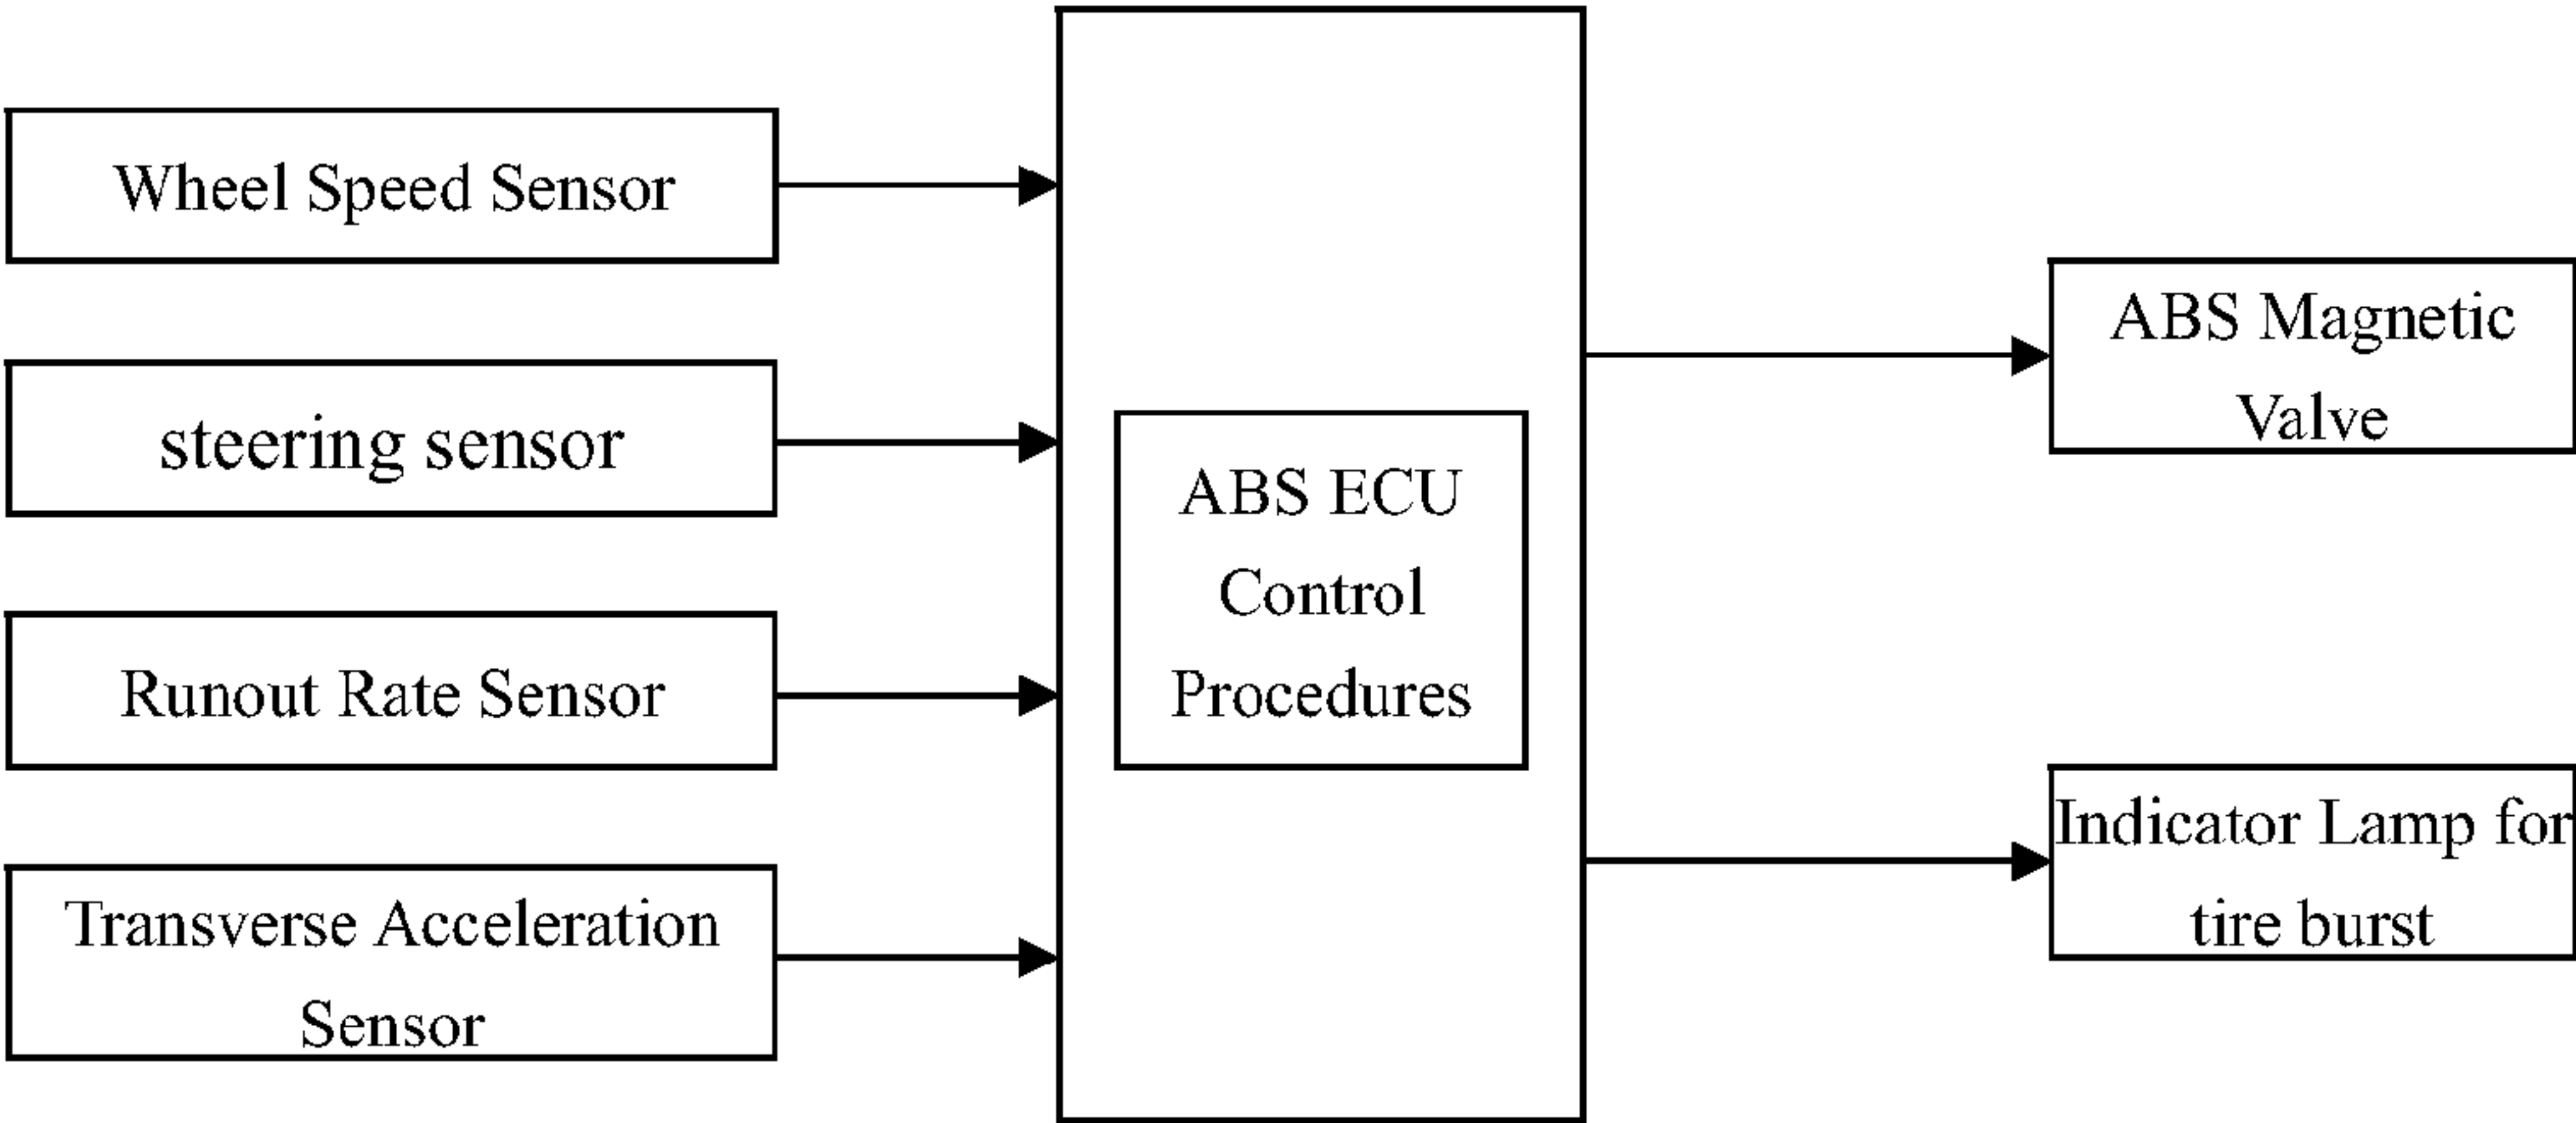 Wheel Speed Sensor
steering sensor
Runout Rate Sensor
Transverse Acceleration
Sensor
ABS ECU
Control
Procedures
ABS Magnetic
Valve
Indicator Lamp for
tire burst